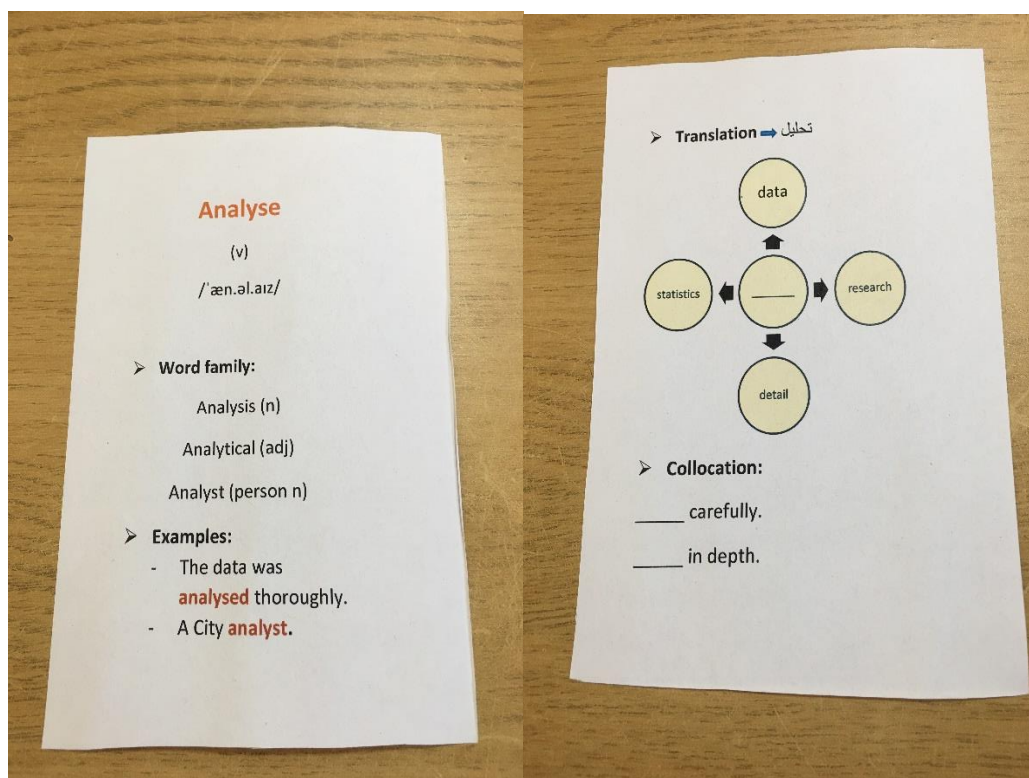 Analyse
(v)
/ˈæn.əl.aɪz/
➢ Word family:
Analysis (n)
Analytical (adj)
Analyst (person n)
➢ Examples:
- The data was
analysed thoroughly.
- A City analyst.
➢ Translation ➡ تحليل
data
statistics
____
research
detail
➢ Collocation:
_____ carefully.
_____ in depth.